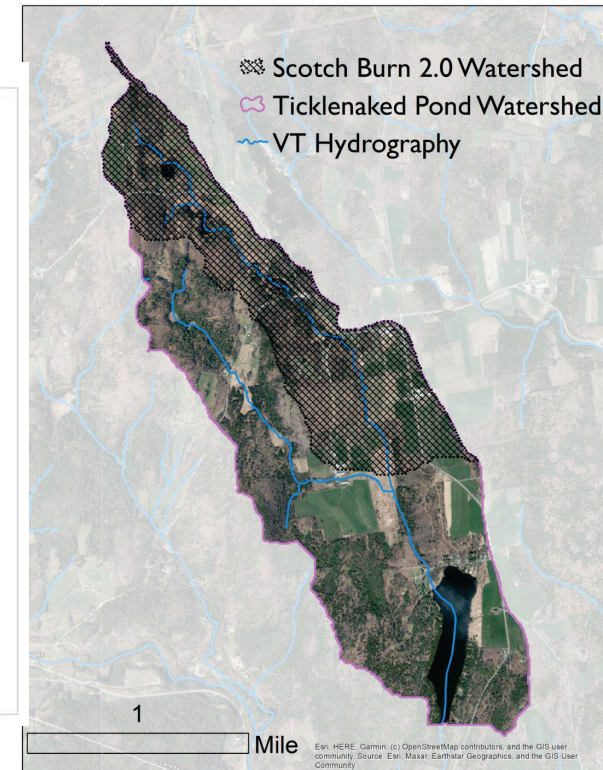 Scotch Burn 2.0 Watershed
Ticklenaked Pond Watershed
VT Hydrography
1
Mile
Esri, HERE, Garmin, (c) OpenStreetMap contributors, and the GIS user
community, Source: Esri, Maxar, Earthstar Geographics, and the GIS User
Community